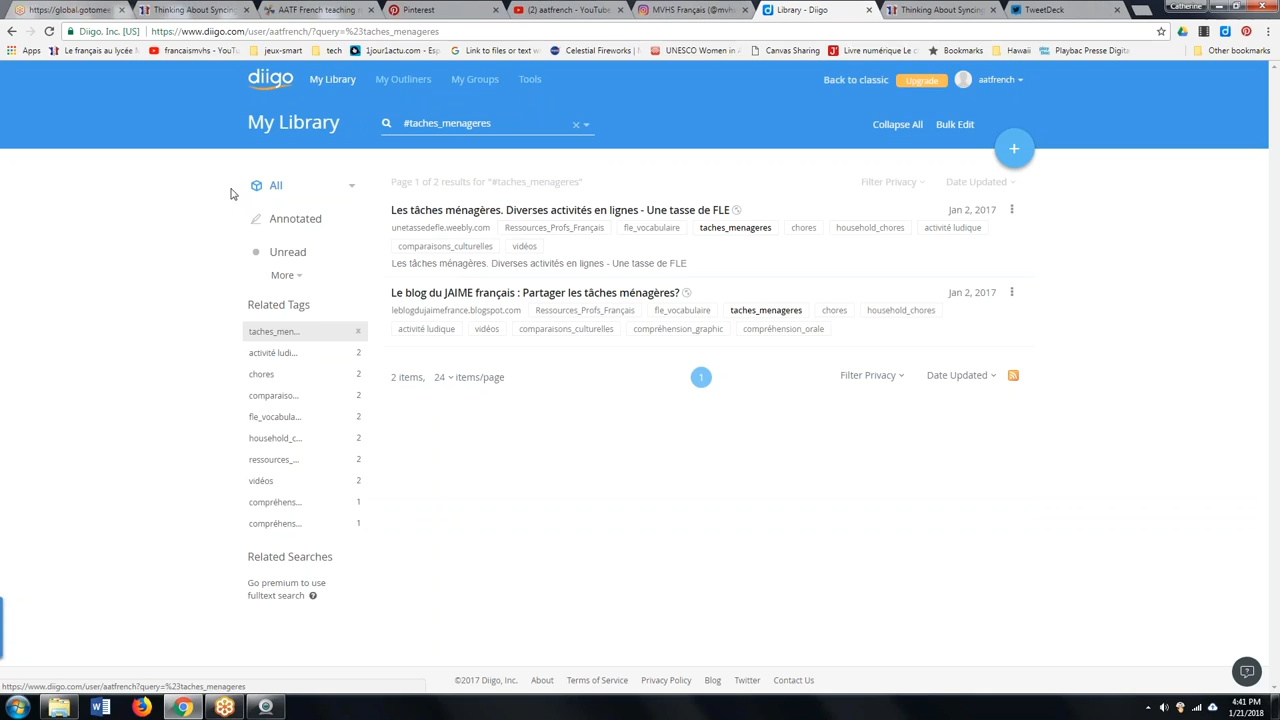 https://global.gotomee
Thinking About Syncing
AATF French teaching
Pinterest
(2) aatfrench - YouTube
MVHS Français (@mvhs
Library - Diigo
Thinking About Syncing
TweetDeck
Catherine
Diigo, Inc. [US] https://www.diigo.com/user/aatfrench/?query=%23taches_menageres
Apps Le français au lycée francaismvhs - YouTu jeux-smart tech 1jour1actu.com - Esp Link to files or text w Celestial Fireworks | UNESCO Women in A Canvas Sharing Livre numérique Le c Bookmarks Hawaii Playbac Presse Digita Other bookmarks
diigo My Library My Outliners My Groups Tools Back to classic Upgrade aatfrench
My Library #taches_menageres Collapse All Bulk Edit
+
All
Page 1 of 2 results for "#taches_menageres" Filter Privacy Date Updated
Annotated
Unread
More
Related Tags
taches_men... x
activité ludi... 2
chores 2
comparaiso... 2
fle_vocabula... 2
household_c... 2
ressources_... 2
vidéos 2
compréhens... 1
compréhens... 1
Related Searches
Go premium to use
fulltext search
Les tâches ménagères. Diverses activités en lignes - Une tasse de FLE Jan 2, 2017
unetassedefle.weebly.com Ressources_Profs_Français fle_vocabulaire taches_menageres chores household_chores activité ludique
comparaisons_culturelles vidéos
Les tâches ménagères. Diverses activités en lignes - Une tasse de FLE
Le blog du JAIME français : Partager les tâches ménagères? Jan 2, 2017
leblogdujaimefrance.blogspot.com Ressources_Profs_Français fle_vocabulaire taches_menageres chores household_chores
activité ludique vidéos comparaisons_culturelles compréhension_graphic compréhension_orale
2 items, 24 items/page 1 Filter Privacy Date Updated
©2017 Diigo, Inc. About Terms of Service Privacy Policy Blog Twitter Contact Us
https://www.diigo.com/user/aatfrench?query=%23taches_menageres
4:41 PM
1/21/2018